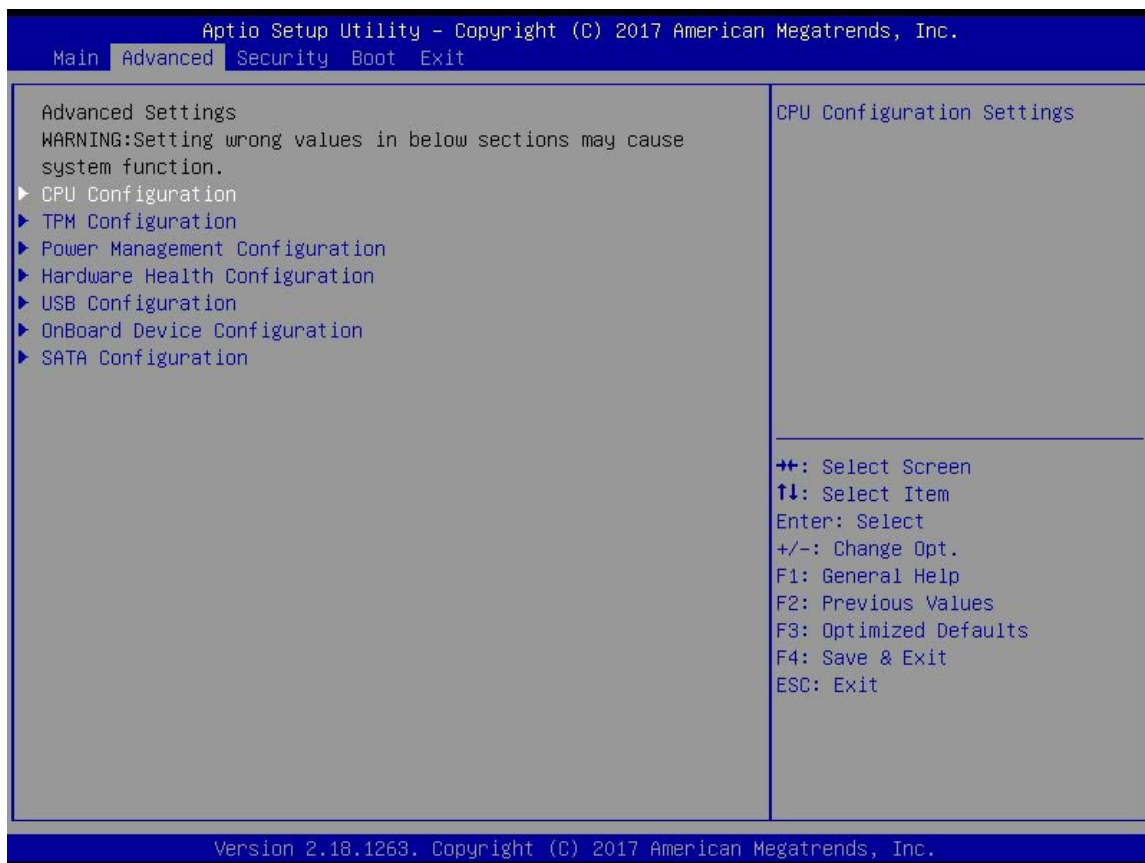 Aptio Setup Utility – Copyright (C) 2017 American Megatrends, Inc.
Main Advanced Security Boot Exit
Advanced Settings
WARNING:Setting wrong values in below sections may cause
system function.
► CPU Configuration
► TPM Configuration
► Power Management Configuration
► Hardware Health Configuration
► USB Configuration
► OnBoard Device Configuration
► SATA Configuration
CPU Configuration Settings
→←: Select Screen
↑↓: Select Item
Enter: Select
+/-: Change Opt.
F1: General Help
F2: Previous Values
F3: Optimized Defaults
F4: Save & Exit
ESC: Exit
Version 2.18.1263. Copyright (C) 2017 American Megatrends, Inc.